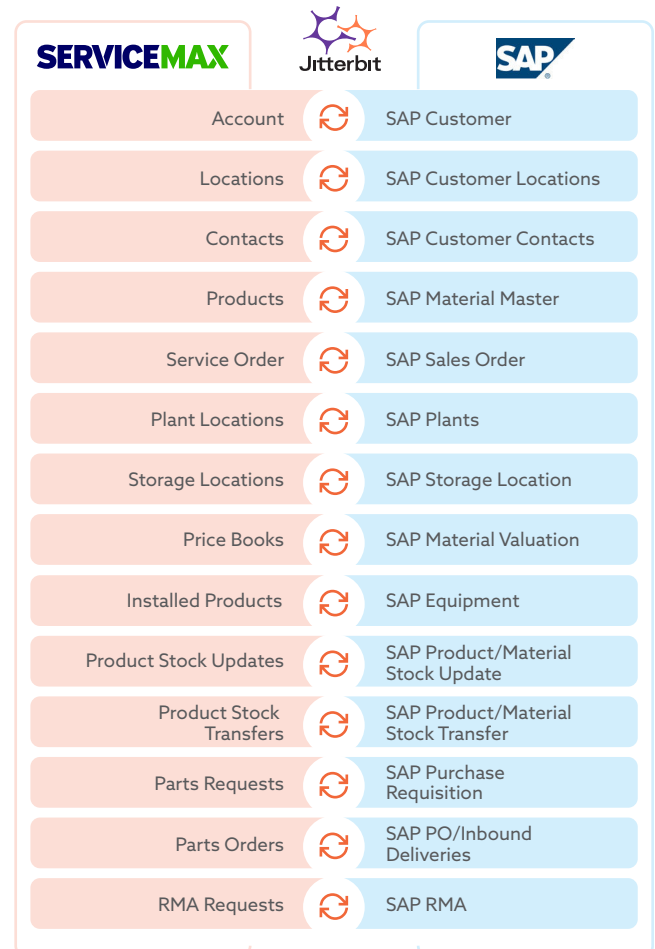 SERVICEMAX
Jitterbit
SAP
Account
SAP Customer
Locations
SAP Customer Locations
Contacts
SAP Customer Contacts
Products
SAP Material Master
Service Order
SAP Sales Order
Plant Locations
SAP Plants
Storage Locations
SAP Storage Location
Price Books
SAP Material Valuation
Installed Products
SAP Equipment
Product Stock Updates
SAP Product/Material
Stock Update
Product Stock
Transfers
SAP Product/Material
Stock Transfer
Parts Requests
SAP Purchase
Requisition
Parts Orders
SAP PO/Inbound
Deliveries
RMA Requests
SAP RMA